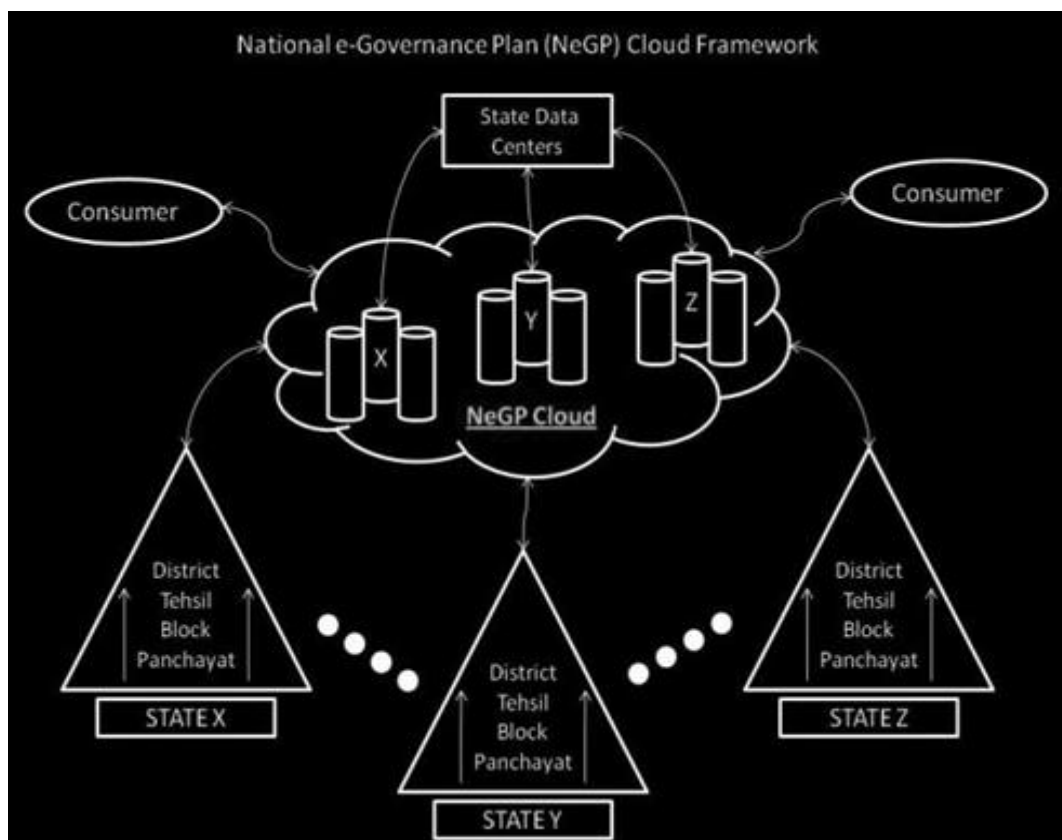 National e-Governance Plan (NeGP) Cloud Framework
State Data
Centers
Consumer
Consumer
X
Y
Z
NeGP Cloud
District
Tehsil
Block
Panchayat
STATE X
District
Tehsil
Block
Panchayat
STATE Y
District
Tehsil
Block
Panchayat
STATE Z